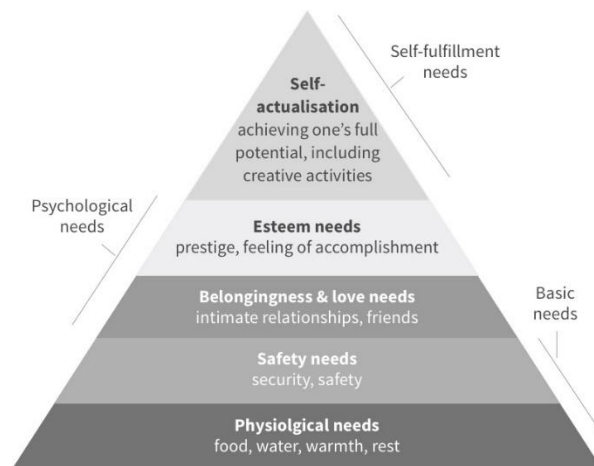 Self-fulfillment
needs
Self-
actualisation
achieving one's full
potential, including
creative activities
Psychological
needs
Esteem needs
prestige, feeling of accomplishment
Belongingness & love needs
intimate relationships, friends
Basic
needs
Safety needs
security, safety
Physiolgical needs
food, water, warmth, rest